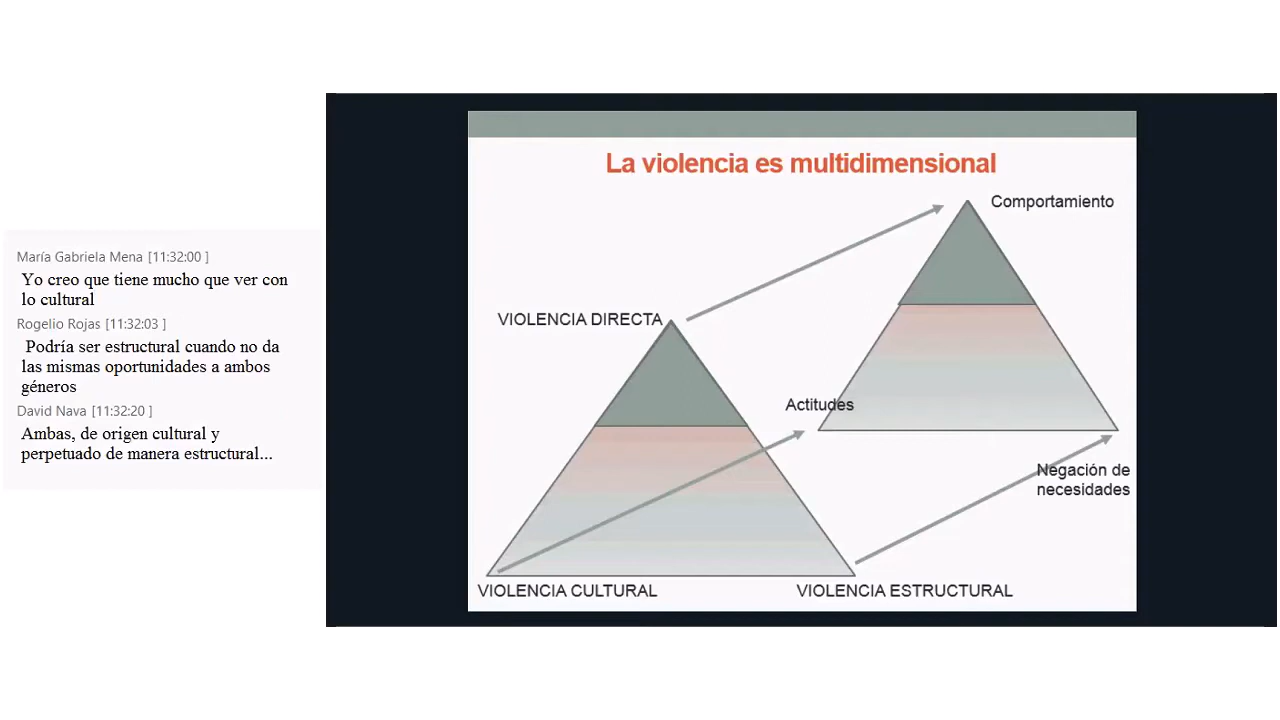 María Gabriela Mena [11:32:00 ]
Yo creo que tiene mucho que ver con
lo cultural
Rogelio Rojas [11:32:03 ]
Podría ser estructural cuando no da
las mismas oportunidades a ambos
géneros
David Nava [11:32:20 ]
Ambas, de origen cultural y
perpetuado de manera estructural...
La violencia es multidimensional
Comportamiento
VIOLENCIA DIRECTA
Actitudes
Negación de
necesidades
VIOLENCIA CULTURAL
VIOLENCIA ESTRUCTURAL